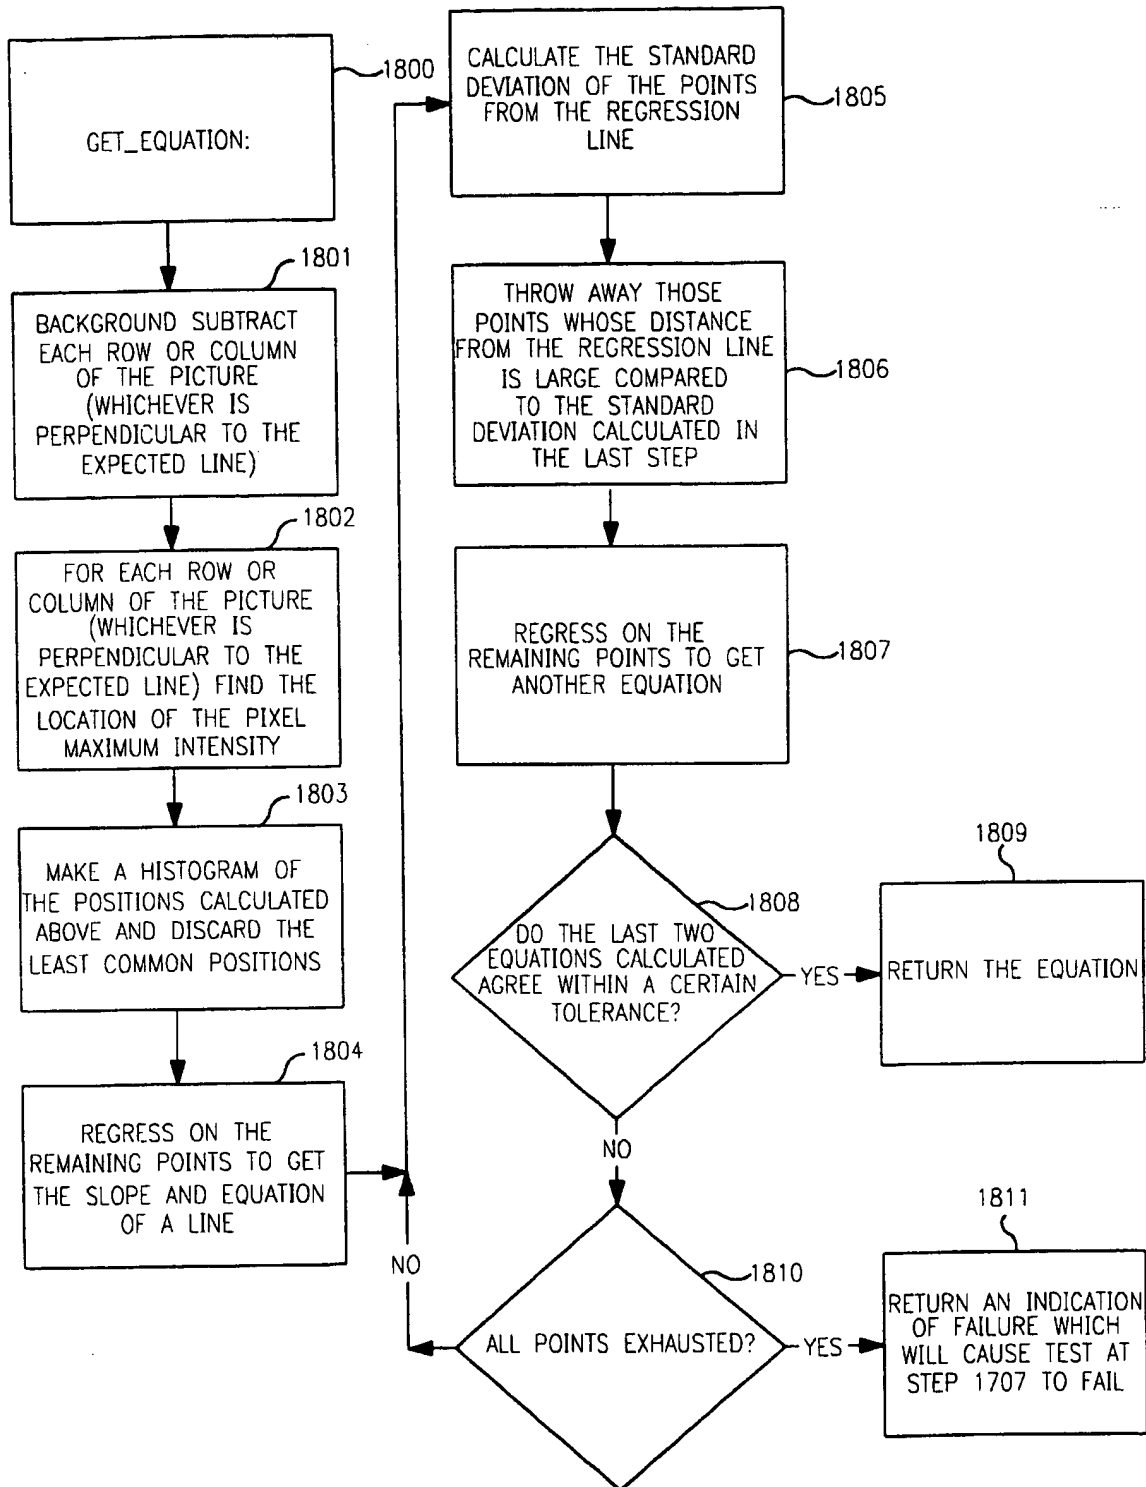 1800
GET_EQUATION:
1801
BACKGROUND SUBTRACT
EACH ROW OR COLUMN
OF THE PICTURE
(WHICHEVER IS
PERPENDICULAR TO THE
EXPECTED LINE)
1802
FOR EACH ROW OR
COLUMN OF THE PICTURE
(WHICHEVER IS
PERPENDICULAR TO THE
EXPECTED LINE) FIND THE
LOCATION OF THE PIXEL
MAXIMUM INTENSITY
1803
MAKE A HISTOGRAM OF
THE POSITIONS CALCULATED
ABOVE AND DISCARD THE
LEAST COMMON POSITIONS
1804
REGRESS ON THE
REMAINING POINTS TO GET
THE SLOPE AND EQUATION
OF A LINE
CALCULATE THE STANDARD
DEVIATION OF THE POINTS
FROM THE REGRESSION
LINE
1805
THROW AWAY THOSE
POINTS WHOSE DISTANCE
FROM THE REGRESSION LINE
IS LARGE COMPARED
TO THE STANDARD
DEVIATION CALCULATED IN
THE LAST STEP
1806
REGRESS ON THE
REMAINING POINTS TO GET
ANOTHER EQUATION
1807
1808
DO THE LAST TWO
EQUATIONS CALCULATED
AGREE WITHIN A CERTAIN
TOLERANCE?
YES
1809
RETURN THE EQUATION
NO
1810
ALL POINTS EXHAUSTED?
NO
YES
1811
RETURN AN INDICATION
OF FAILURE WHICH
WILL CAUSE TEST AT
STEP 1707 TO FAIL